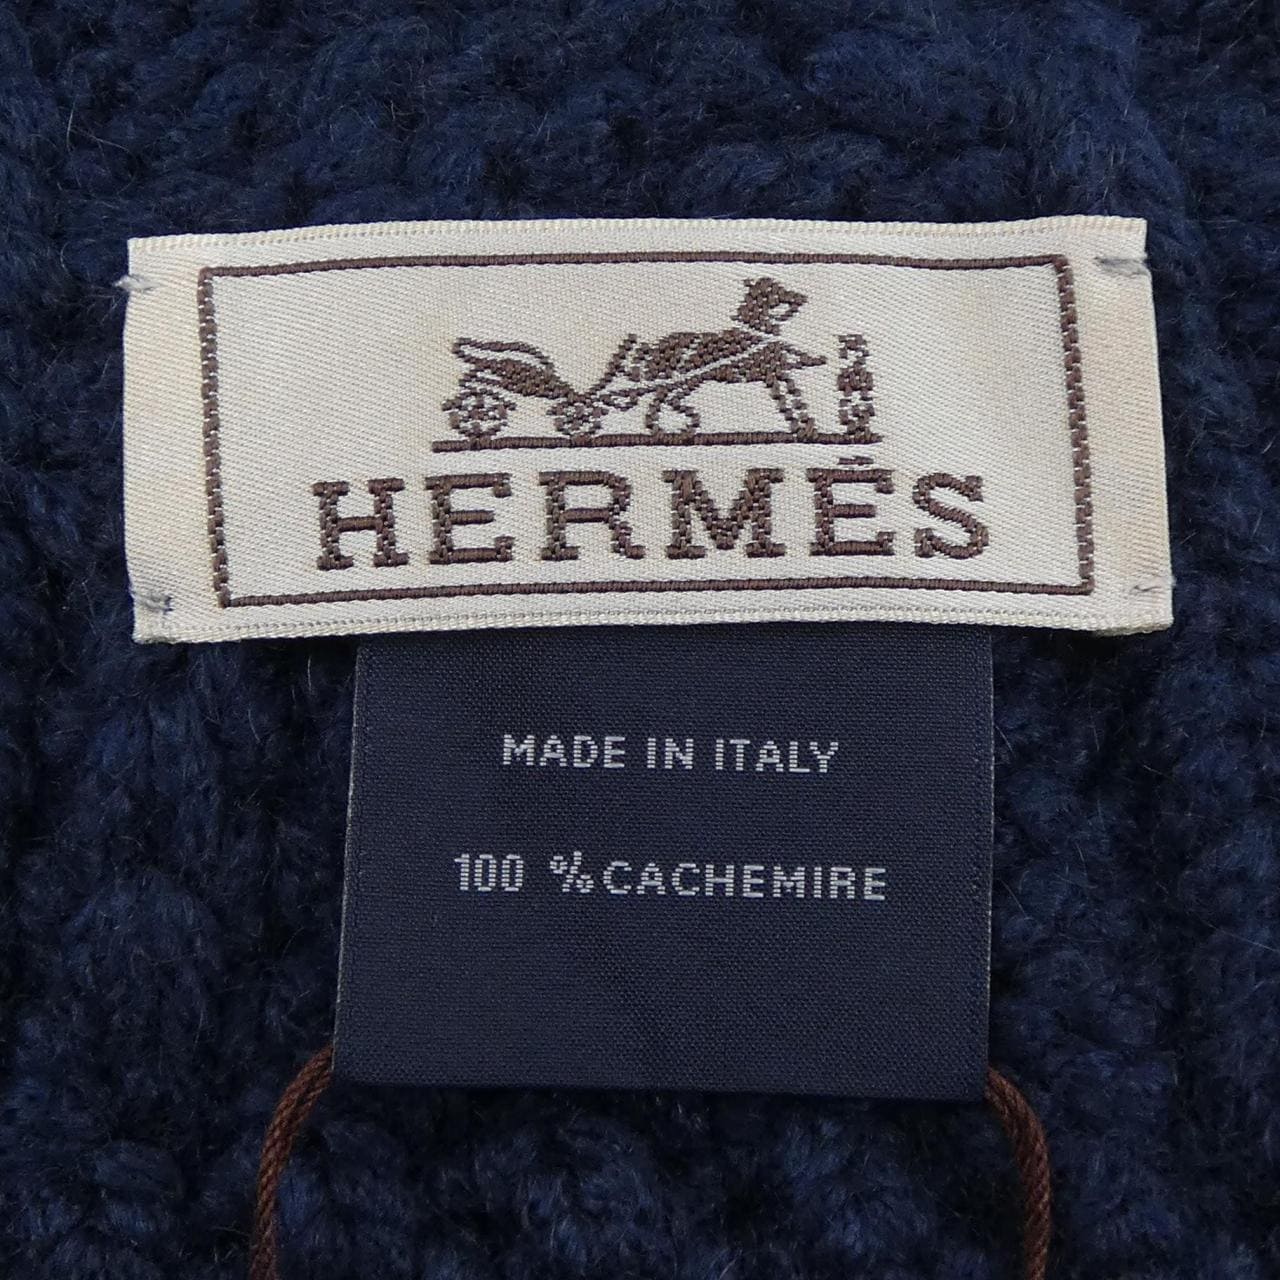 HERMÈS
MADE IN ITALY
100 % CACHEMIRE